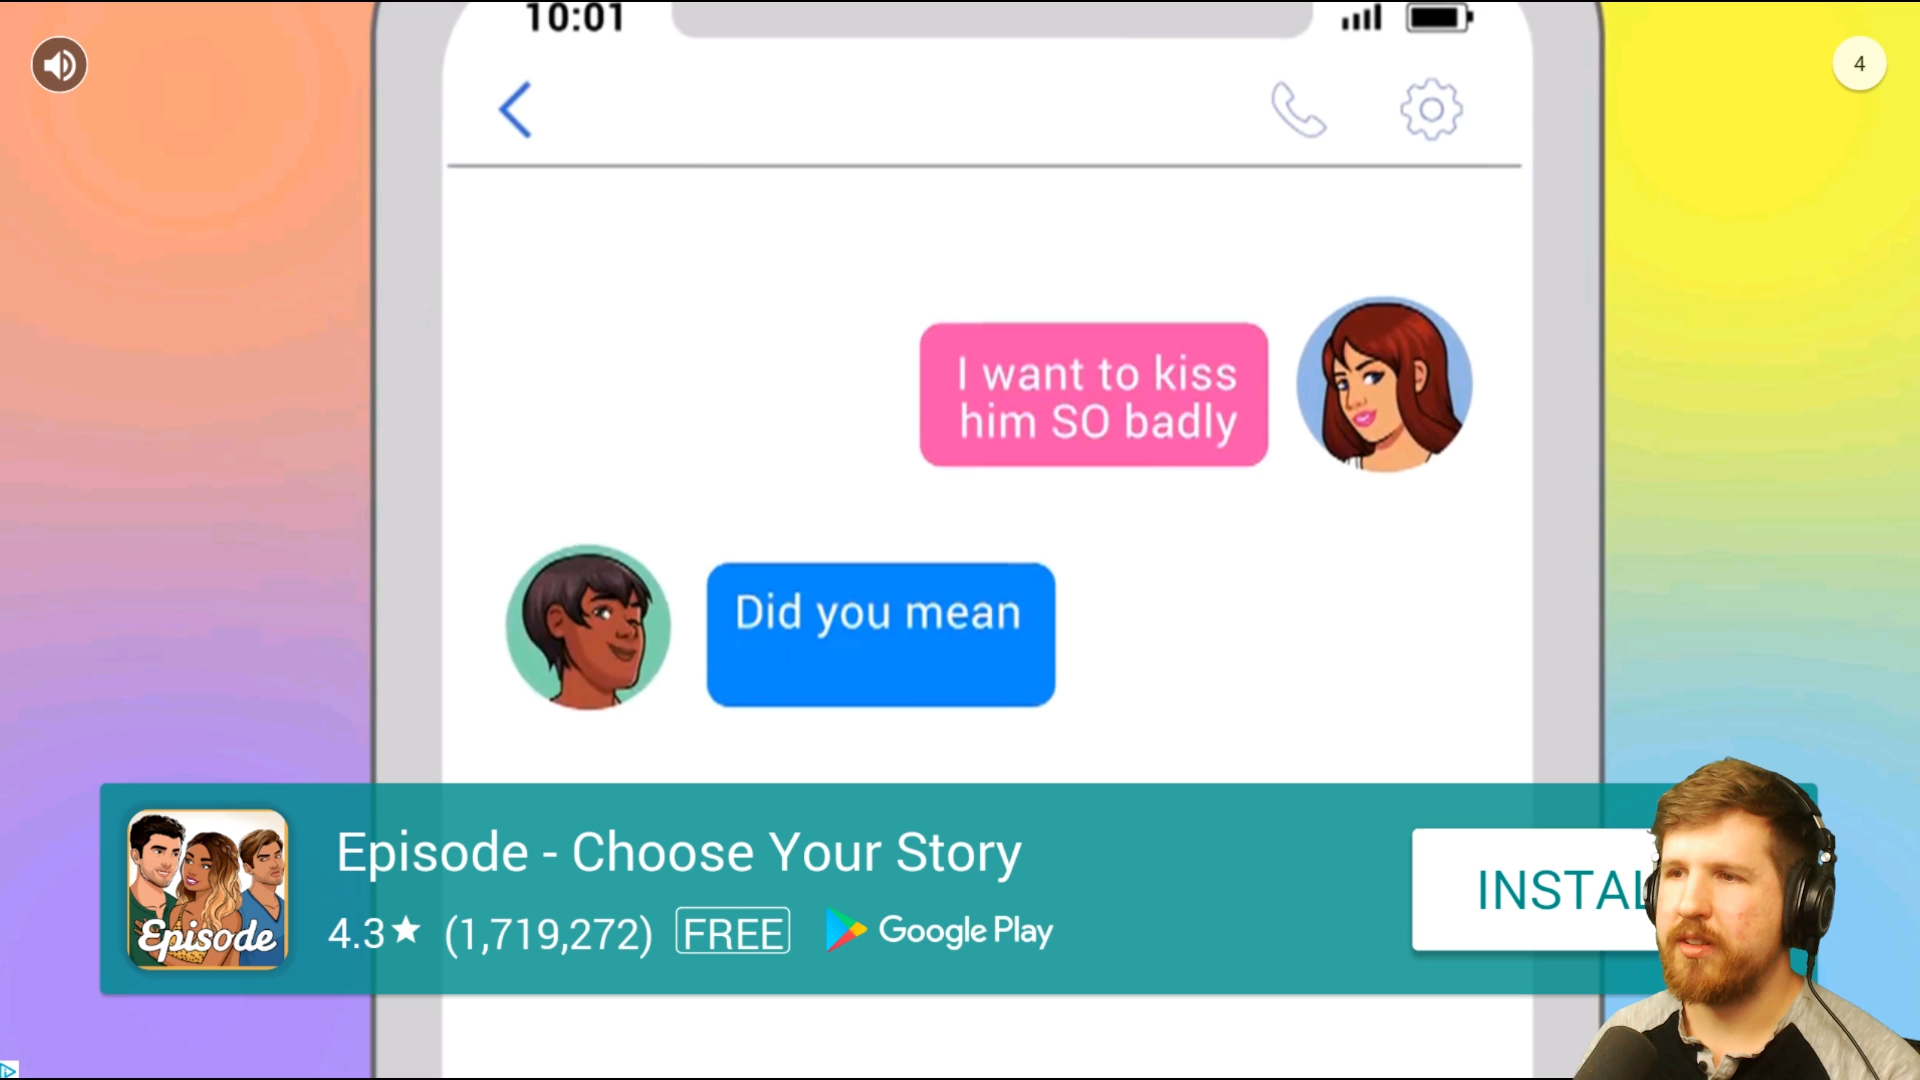 10:01
4
I want to kiss
him SO badly
Did you mean
Episode - Choose Your Story
4.3★ (1,719,272) FREE Google Play
Episode
INSTAL